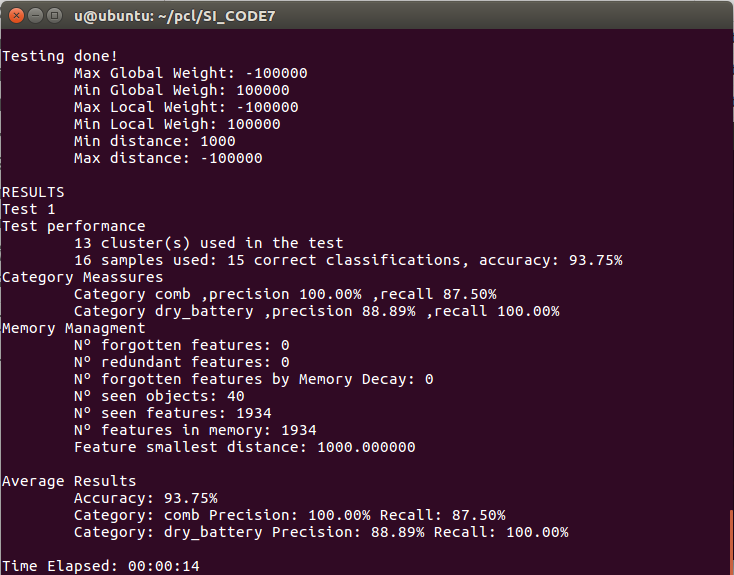 u@ubuntu: ~/pcl/SI_CODE7
Testing done!
Max Global Weight: -100000
Min Global Weigh: 100000
Max Local Weight: -100000
Min Local Weigh: 100000
Min distance: 1000
Max distance: -100000
RESULTS
Test 1
Test performance
13 cluster(s) used in the test
16 samples used: 15 correct classifications, accuracy: 93.75%
Category Meassures
Category comb ,precision 100.00% ,recall 87.50%
Category dry_battery ,precision 88.89% ,recall 100.00%
Memory Managment
Nº forgotten features: 0
Nº redundant features: 0
Nº forgotten features by Memory Decay: 0
Nº seen objects: 40
Nº seen features: 1934
Nº features in memory: 1934
Feature smallest distance: 1000.000000
Average Results
Accuracy: 93.75%
Category: comb Precision: 100.00% Recall: 87.50%
Category: dry_battery Precision: 88.89% Recall: 100.00%
Time Elapsed: 00:00:14